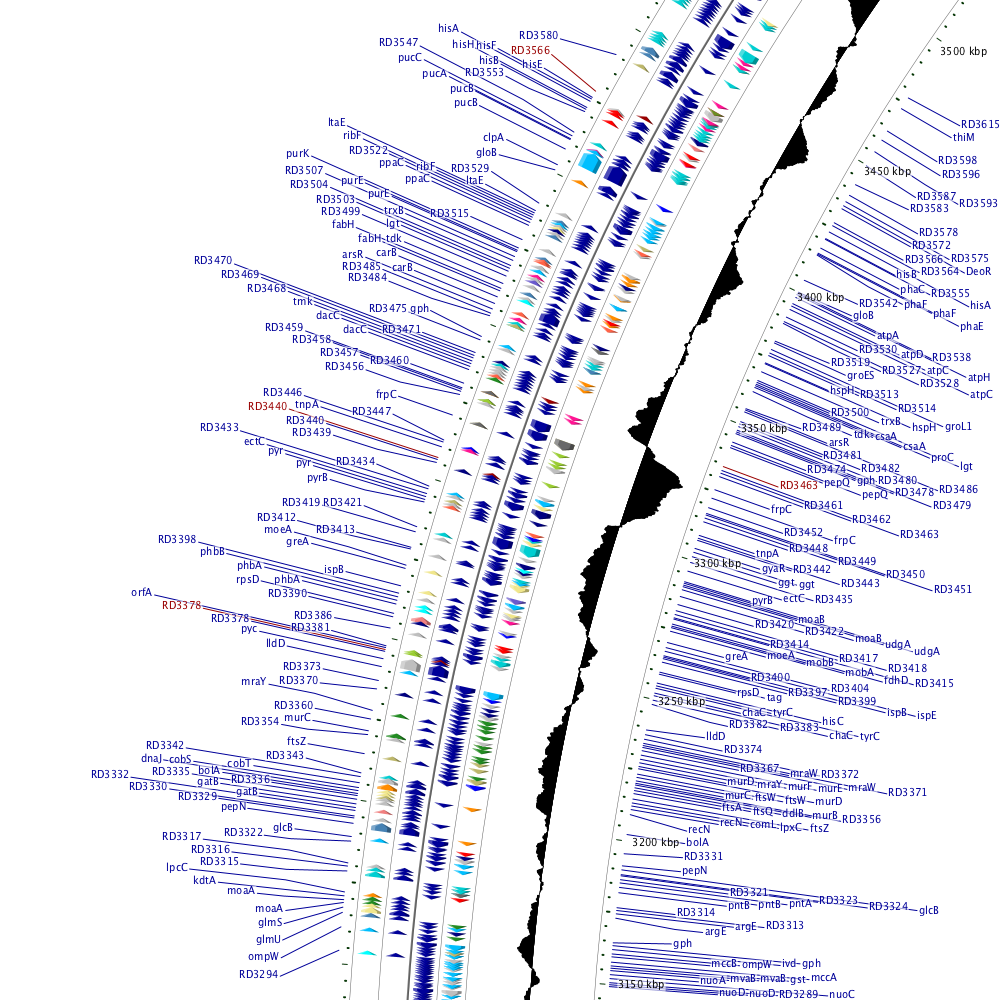 hisA
RD3580
RD3547
hisH
hisF
RD3566
pucC
hisB
hisE
pucA
RD3553
pucB
pucB
ltaE
ribF
clpA
RD3522
gloB
purK
ppaC
ribF
RD3529
RD3507
purE
ppaC
ltaE
RD3504
purE
RD3503
trxB
RD3515
RD3499
lgt
fabH
fabH
tdk
arsR
carB
RD3470
RD3485
carB
RD3469
RD3484
RD3468
tmk
RD3475
gph
dacC
RD3459
dacC
RD3471
RD3458
RD3457
RD3460
RD3456
RD3446
frpC
RD3440
tnpA
RD3447
RD3440
RD3433
RD3439
ectC
pyr
pyr
RD3434
pyrB
RD3419
RD3421
RD3412
moeA
RD3413
RD3398
greA
phbB
phbA
ispB
rpsD
phbA
orfA
RD3390
RD3378
RD3378
RD3386
pyc
RD3381
lldD
RD3373
mraY
RD3370
RD3360
RD3354
murC
ftsZ
RD3342
RD3343
dnaJ
cobS
cobT
RD3332
RD3335
bolA
RD3330
gatB
RD3336
RD3329
gatB
pepN
RD3317
RD3322
glcB
RD3316
RD3315
lpcC
kdtA
moaA
moaA
glmS
glmU
ompW
RD3294
3500 kbp
RD3615
thiM
RD3598
3450 kbp
RD3596
RD3587
RD3593
RD3583
RD3578
RD3572
RD3566
RD3575
hisB
RD3564
DeoR
phaC
RD3555
3400 kbp
RD3542
phaF
hisA
gloB
phaF
phaE
atpA
RD3530
atpD
RD3538
RD3519
RD3527
atpC
groES
RD3528
atpH
hspH
RD3513
atpC
RD3500
RD3514
trxB
hspH
groL1
3350 kbp
RD3489
tdk
csaA
arsR
csaA
RD3481
proC
RD3474
RD3482
lgt
pepQ
gph
RD3480
RD3463
pepQ
RD3478
RD3486
RD3461
RD3479
frpC
RD3462
RD3452
frpC
RD3463
tnpA
RD3448
3300 kbp
gyaR
RD3442
RD3449
ggt
ggt
RD3443
RD3450
pyrB
ectC
RD3435
RD3451
RD3420
moaB
RD3422
moaB
RD3414
udgA
greA
moeA
mobB
RD3417
udgA
mobA
RD3418
RD3400
fdhD
RD3415
rpsD
tag
RD3397
RD3404
3250 kbp
RD3399
chaC
tyrC
hisC
ispB
ispE
RD3382
RD3383
chaC
tyrC
lldD
RD3374
RD3367
mraW
RD3372
murD
mraY
murF
murE
mraW
RD3371
murC
ftsW
ftsW
murD
ftsA
ftsQ
ddlB
murB
RD3356
recN
recN
comL
lpxC
ftsZ
3200 kbp
bolA
RD3331
pepN
RD3321
pntB
pntB
pntA
RD3323
RD3324
glcB
RD3314
argE
argE
RD3313
gph
mccB
ompW
ivd
gph
3150 kbp
nuoA
mvaB
mvaB
gst
mccA
nuoD
nuoD
RD3289
nuoC